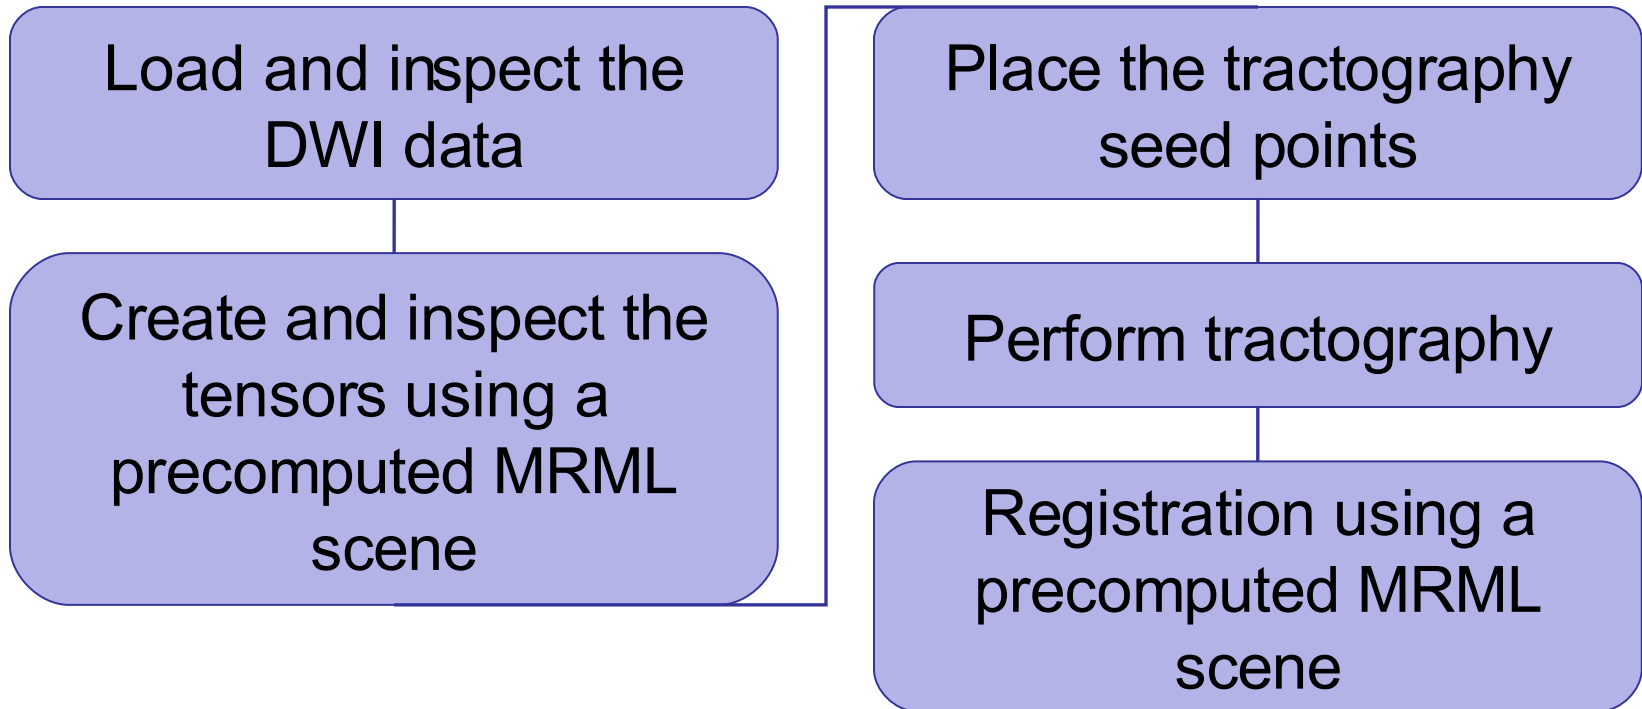 Load and inspect the
DWI data
Create and inspect the
tensors using a
precomputed MRML
scene
Place the tractography
seed points
Perform tractography
Registration using a
precomputed MRML
scene